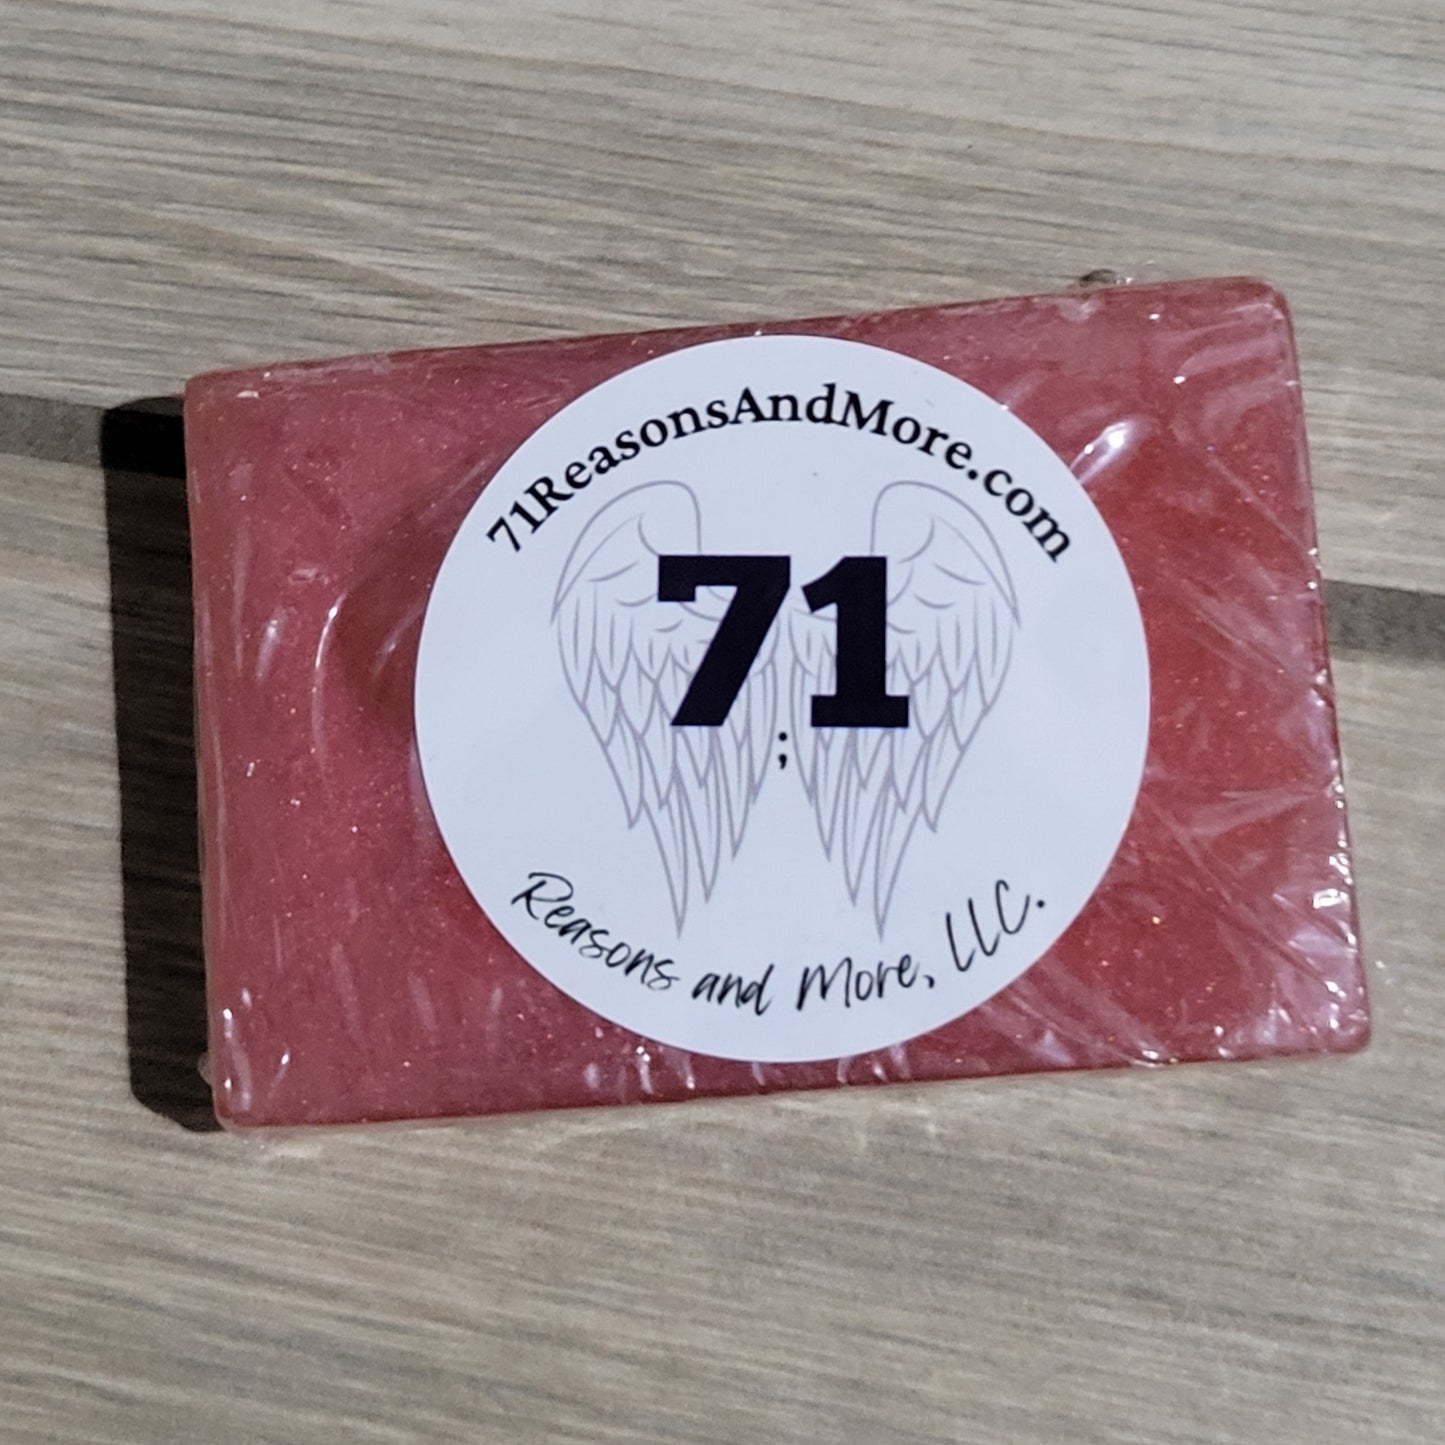 71ReasonsAndMore.com
71
;
Reasons and More, LLC.